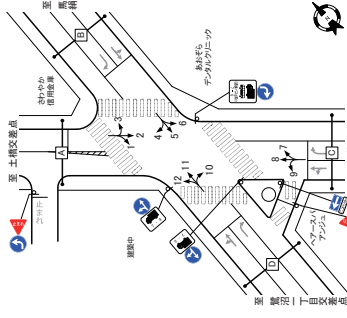 至 土橋交差点
至 馬絹
さわやか
信用金庫
B
あおぞら
デンタルクリニック
A
止まれ
3
2
1
4
5
6
7
8
9
10
11
12
建築中
C
D
ヘアースパ
アンジュ
至 鷺沼一丁目交差点